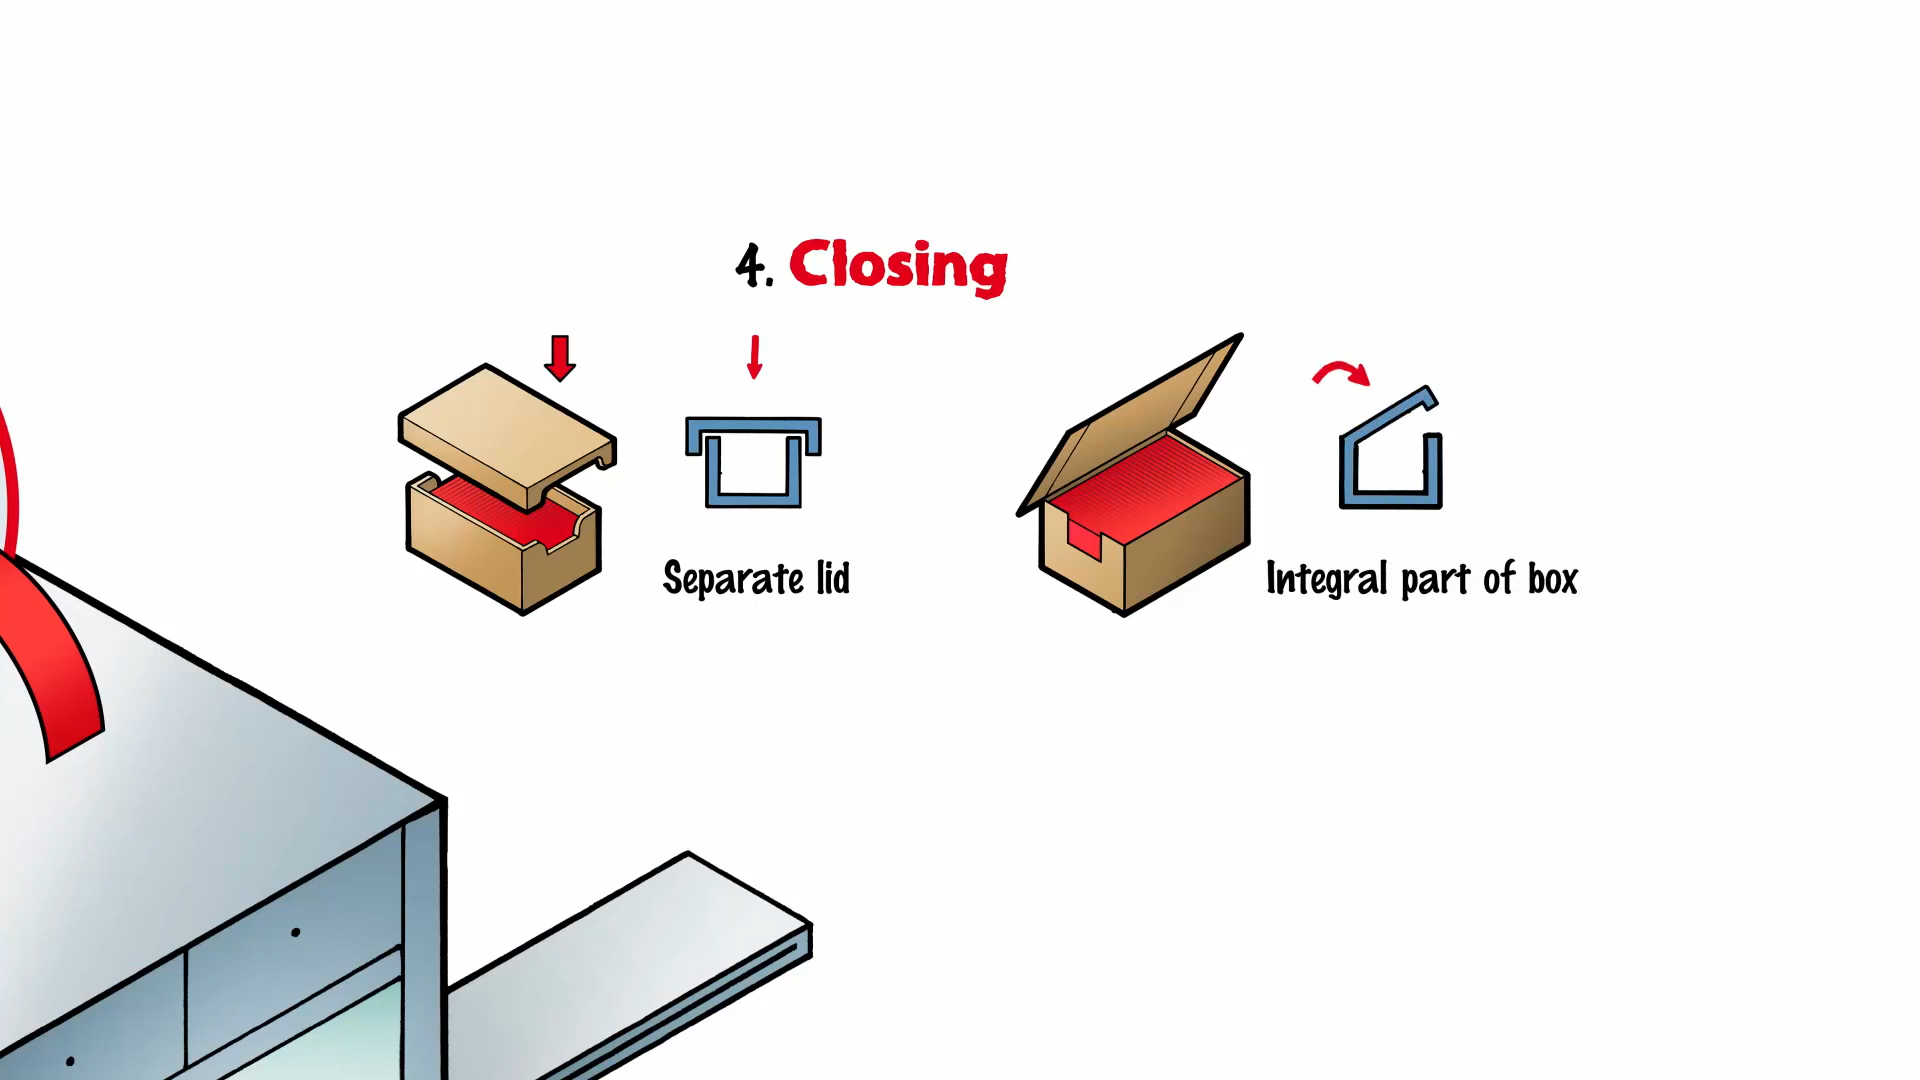 4. Closing
Separate lid
Integral part of box